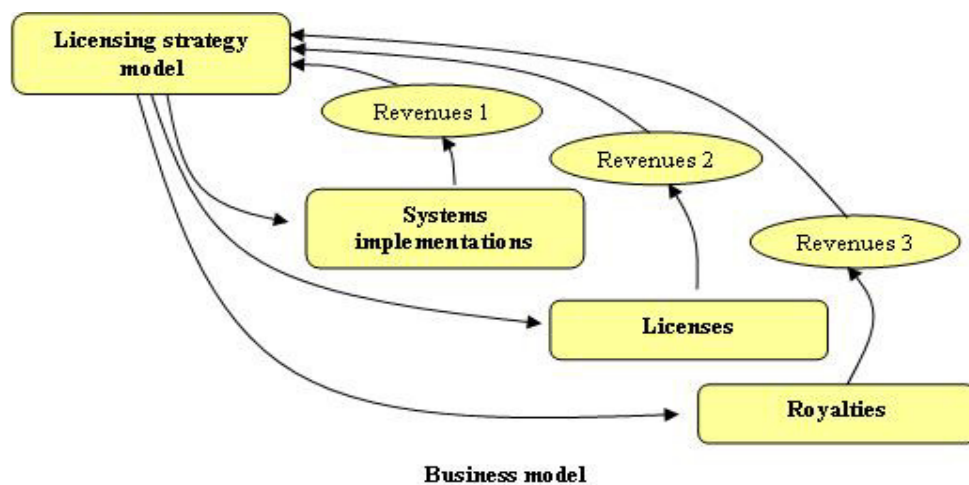 Licensing strategy
model
Revenues 1
Revenues 2
Systems
implementations
Revenues 3
Licenses
Royalties
Business model